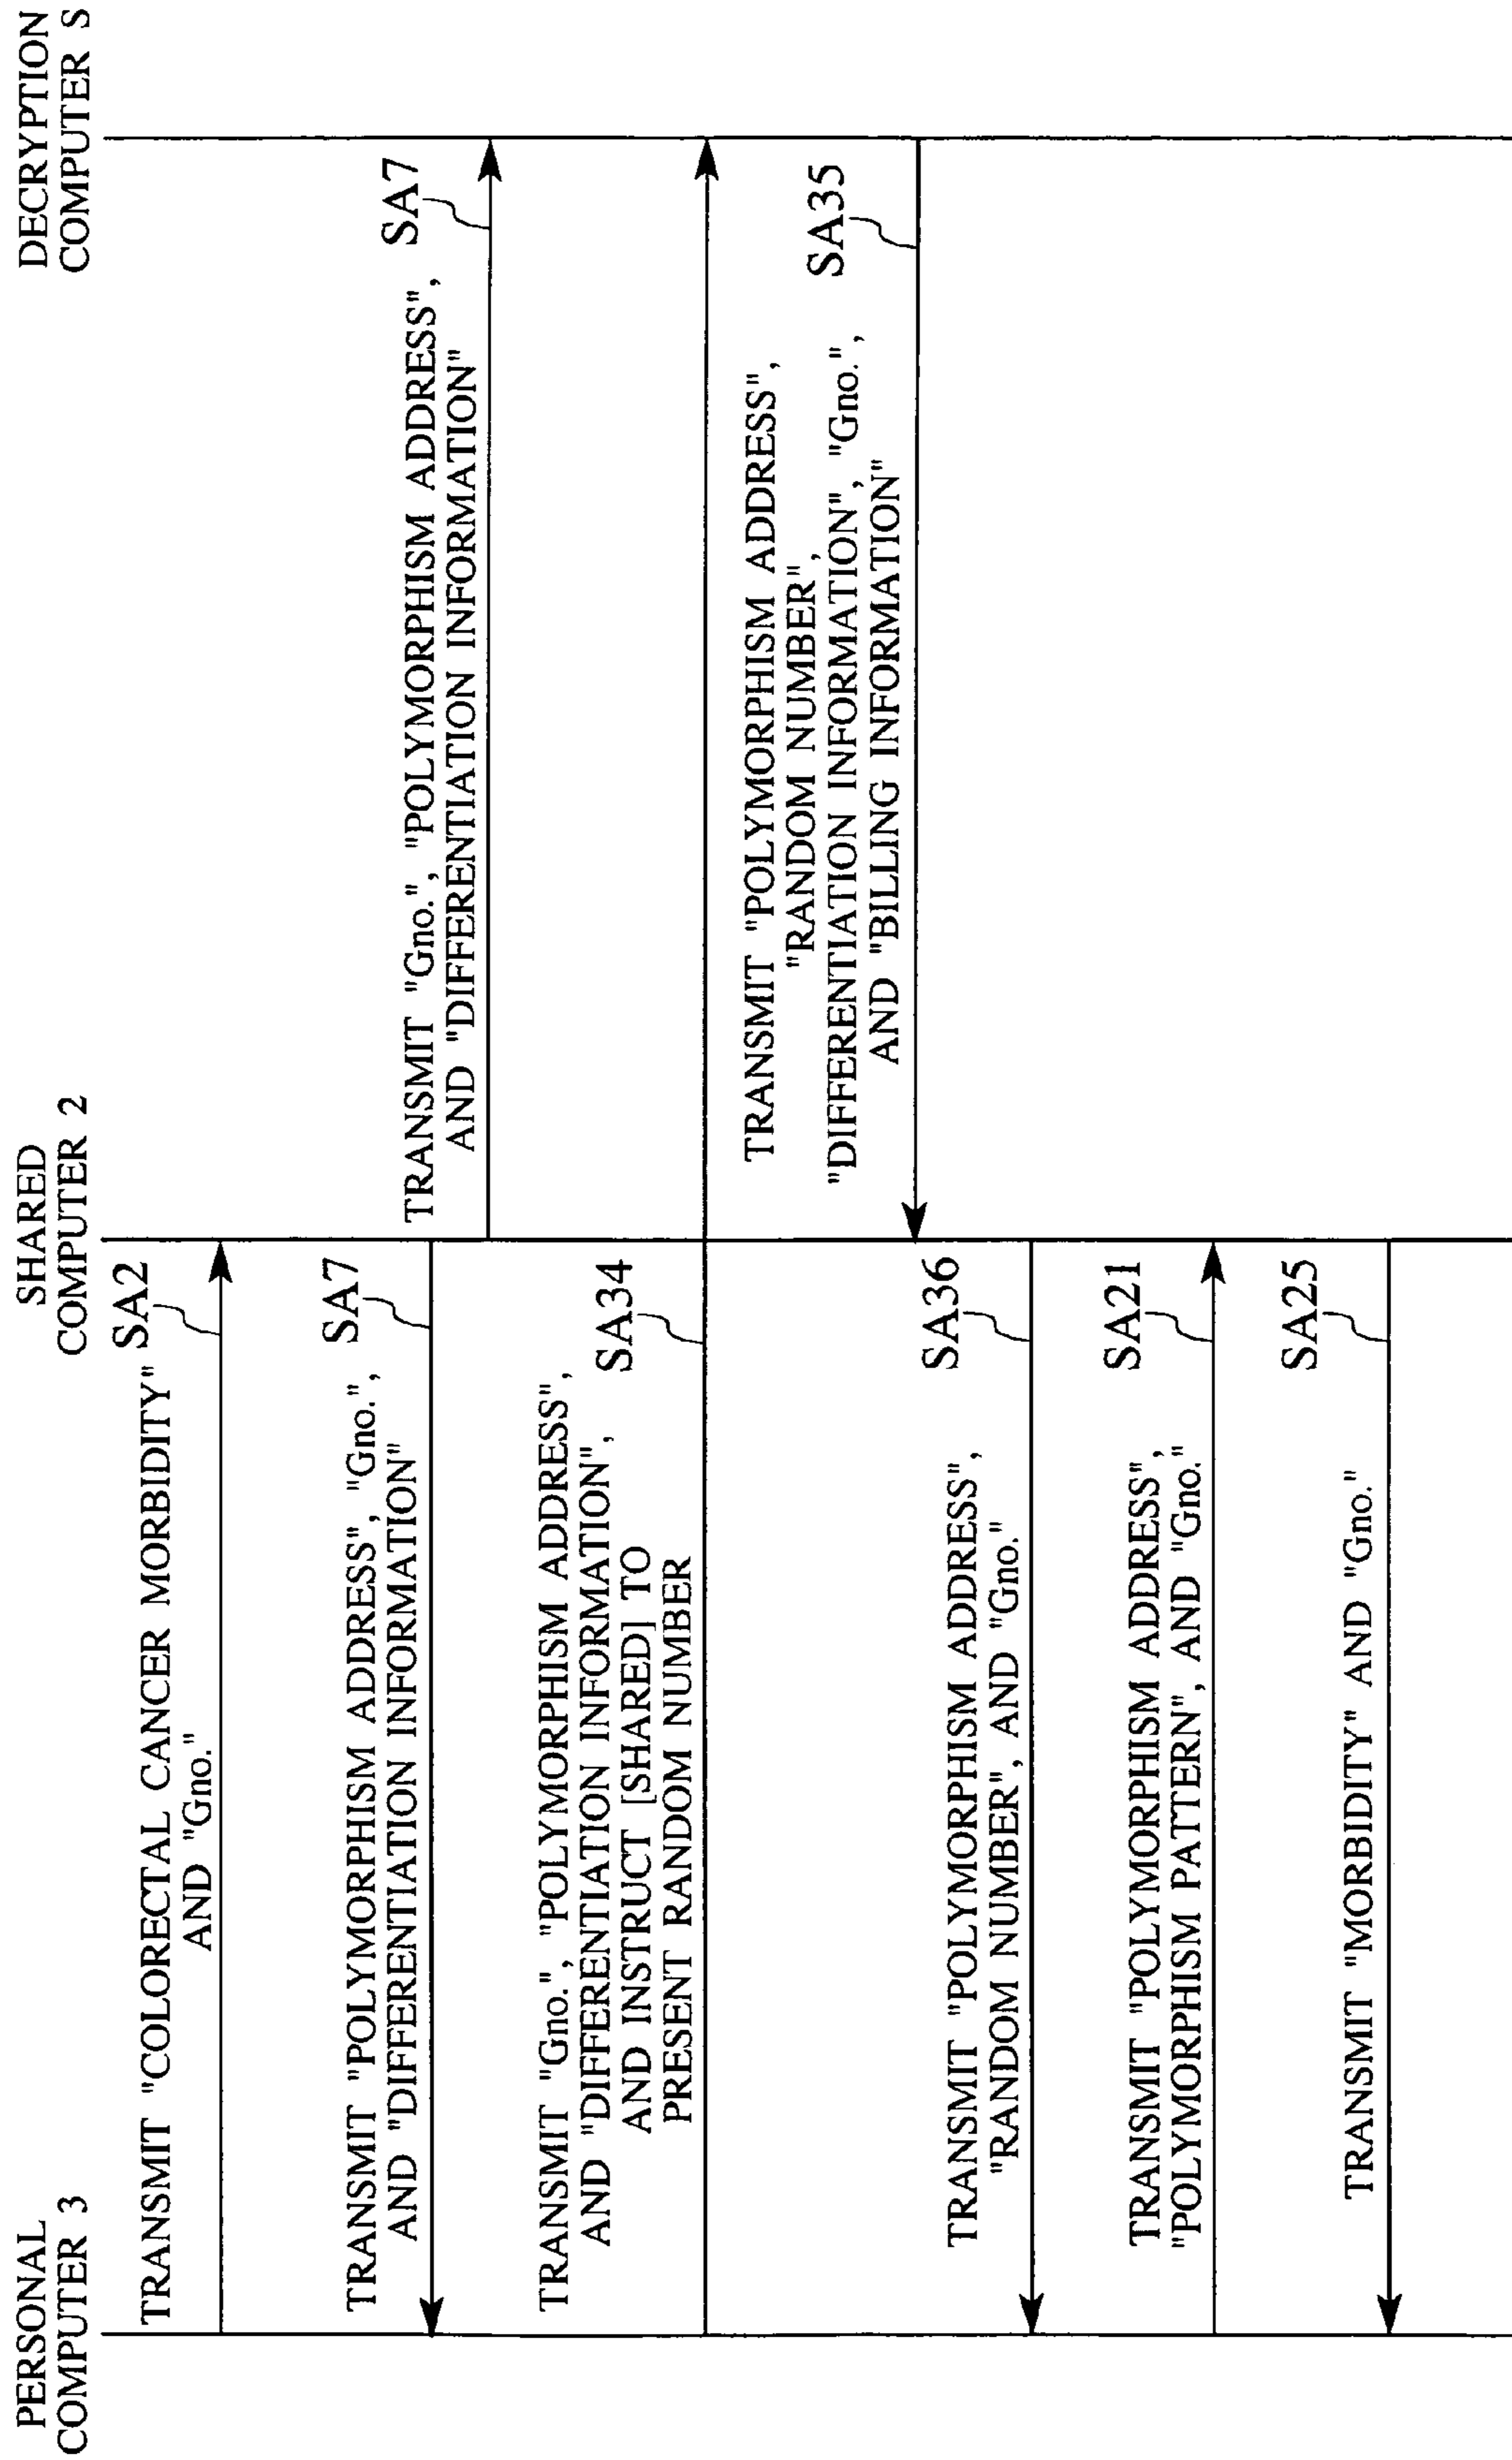 PERSONAL
COMPUTER 3
SHARED
COMPUTER 2
DECRYPTION
COMPUTER S
TRANSMIT "COLORECTAL CANCER MORBIDITY"
AND "Gno."
SA2
TRANSMIT "POLYMORPHISM ADDRESS", "Gno.",
AND "DIFFERENTIATION INFORMATION"
SA7
TRANSMIT "Gno.", "POLYMORPHISM ADDRESS",
AND "DIFFERENTIATION INFORMATION"
SA7
TRANSMIT "Gno.", "POLYMORPHISM ADDRESS",
AND "DIFFERENTIATION INFORMATION",
AND INSTRUCT [SHARED] TO
PRESENT RANDOM NUMBER
SA34
TRANSMIT "POLYMORPHISM ADDRESS",
"RANDOM NUMBER",
"DIFFERENTIATION INFORMATION", "Gno.",
AND "BILLING INFORMATION"
SA35
TRANSMIT "POLYMORPHISM ADDRESS",
"RANDOM NUMBER", AND "Gno."
SA36
TRANSMIT "POLYMORPHISM ADDRESS",
"POLYMORPHISM PATTERN", AND "Gno."
SA21
TRANSMIT "MORBIDITY" AND "Gno."
SA25